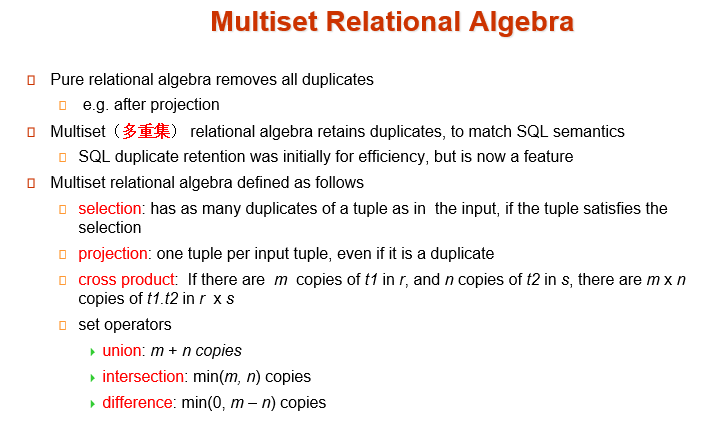 Multiset Relational Algebra
Pure relational algebra removes all duplicates
e.g. after projection
Multiset（多重集） relational algebra retains duplicates, to match SQL semantics
SQL duplicate retention was initially for efficiency, but is now a feature
Multiset relational algebra defined as follows
selection: has as many duplicates of a tuple as in the input, if the tuple satisfies the
selection
projection: one tuple per input tuple, even if it is a duplicate
cross product: If there are m copies of t1 in r, and n copies of t2 in s, there are m x n
copies of t1.t2 in r x s
set operators
union: m + n copies
intersection: min(m, n) copies
difference: min(0, m – n) copies